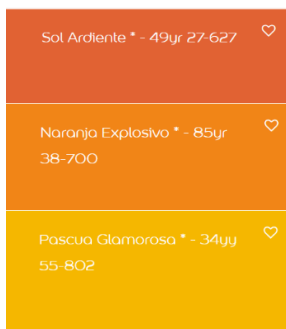 Sol Ardiente * - 49yr 27-627
Naranja Explosivo * - 85yr
38-700
Pascua Glamorosa * - 34yy
55-802